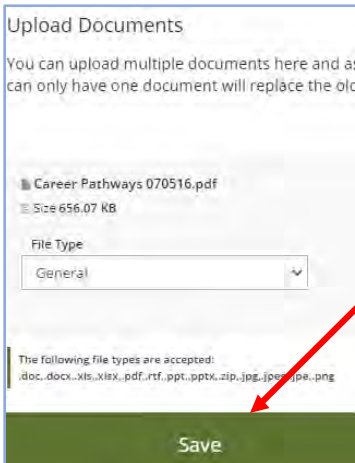 Upload Documents
You can upload multiple documents here and as
can only have one document will replace the old
Career Pathways 070516.pdf
Size 656.07 KB
File Type
General
The following file types are accepted:
.doc,.docx,.xls,.xlsx,.pdf,.rtf,.ppt,.pptx,.zip,.jpg,.jpeg,.jpe,.png
Save